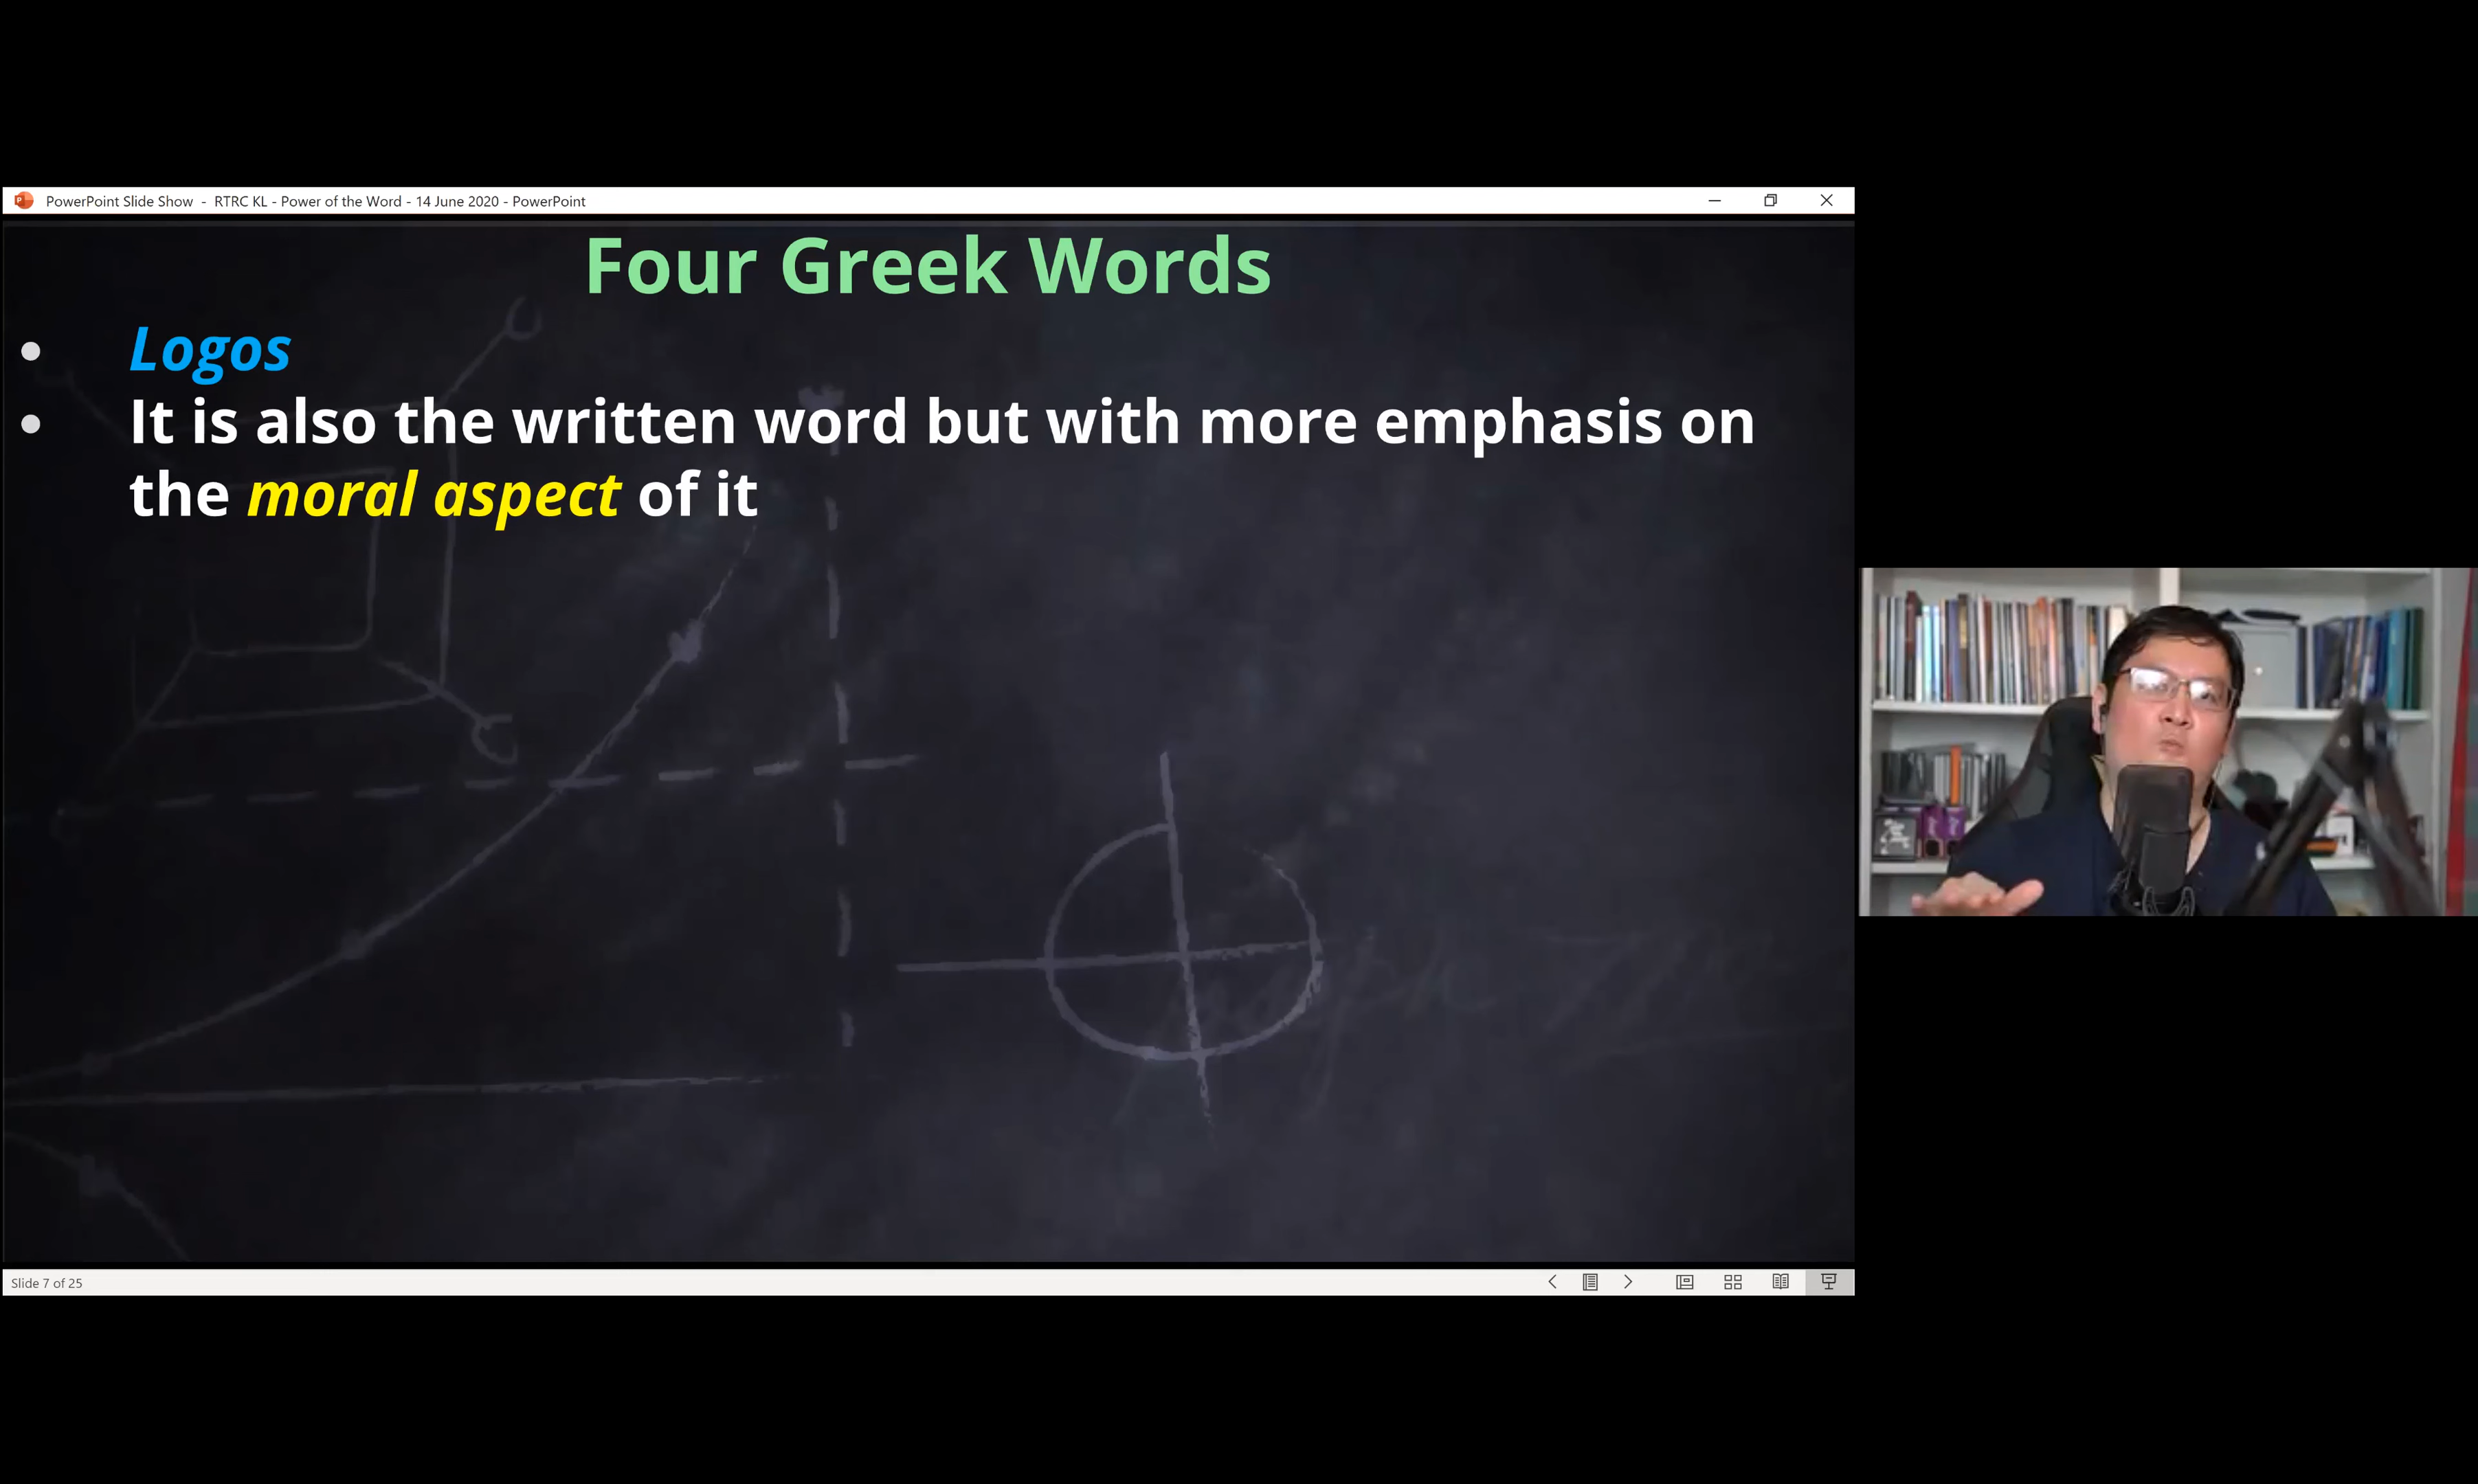 PowerPoint Slide Show - RTRC KL - Power of the Word - 14 June 2020 - PowerPoint
Four Greek Words
• Logos
• It is also the written word but with more emphasis on
the moral aspect of it
Slide 7 of 25